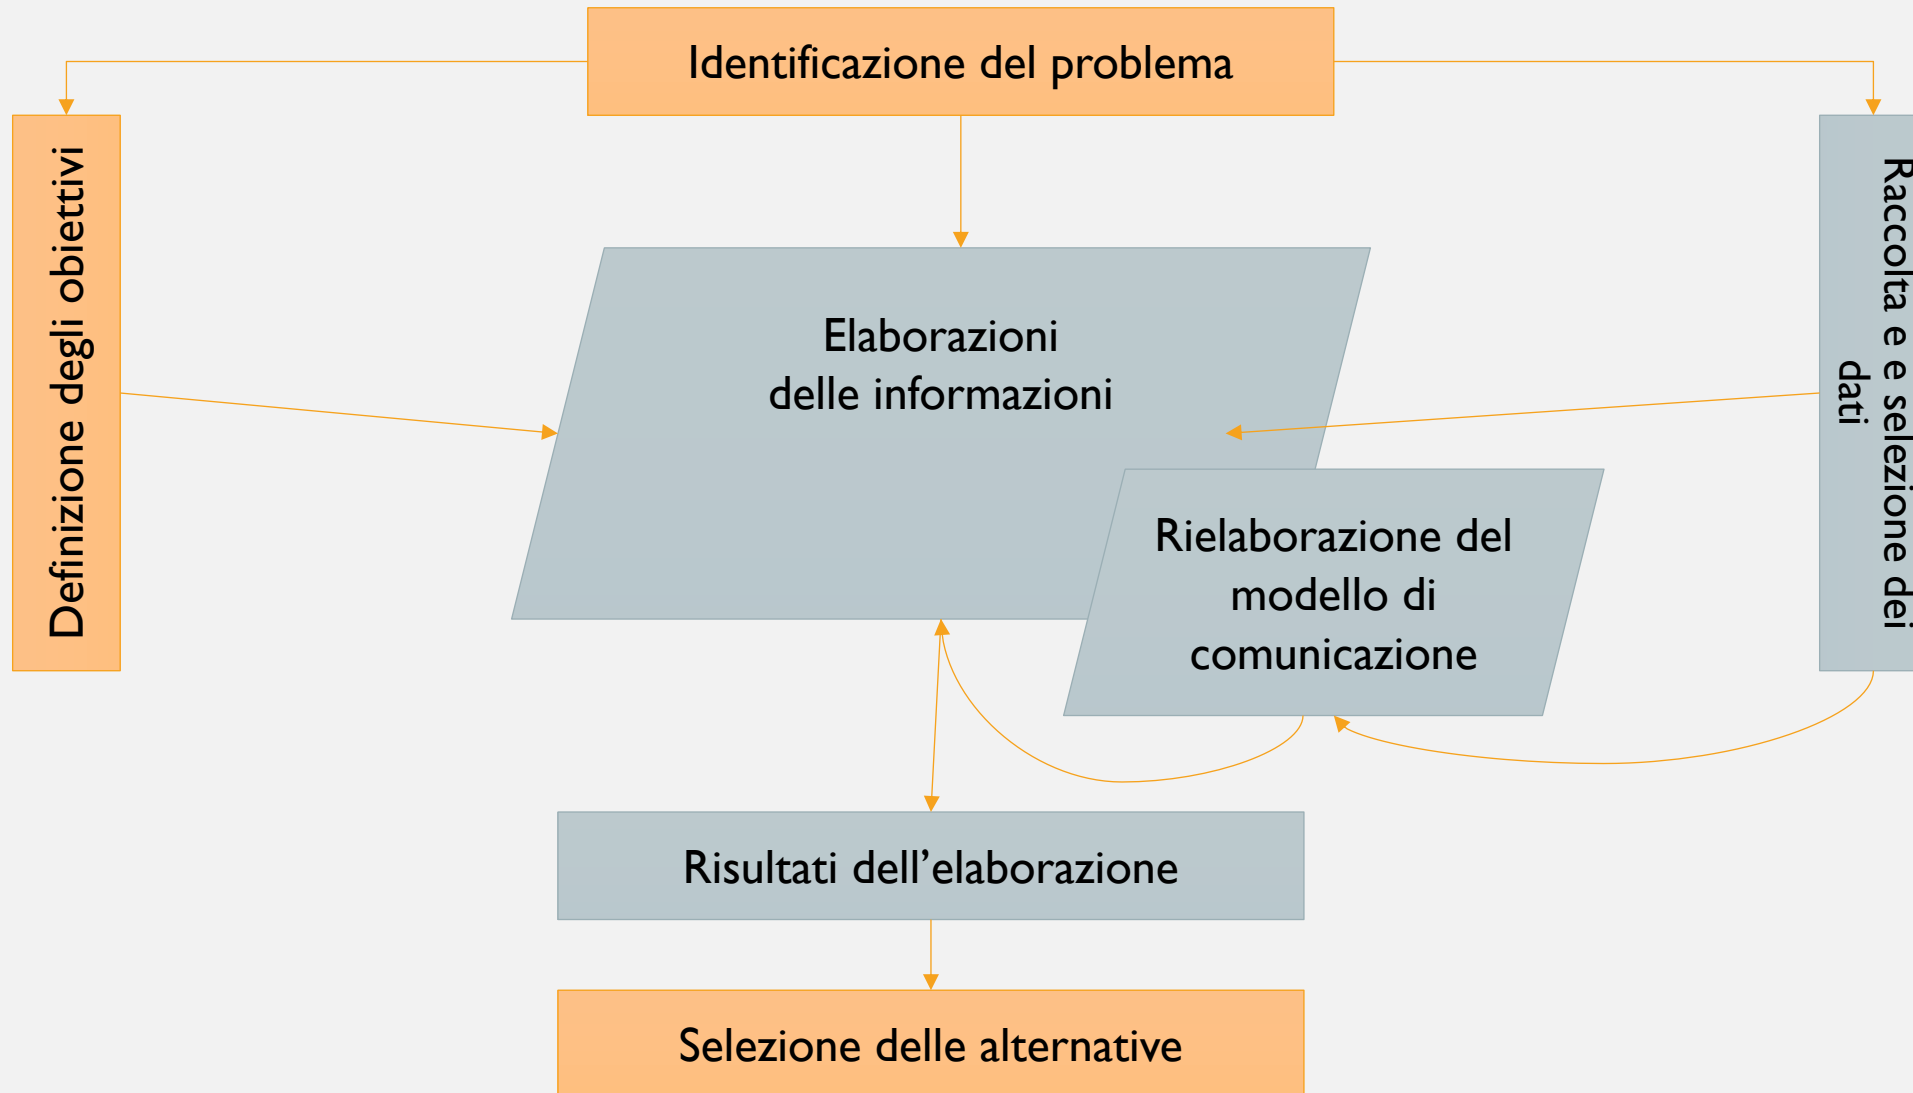 Identificazione del problema
Definizione degli obiettivi
Elaborazioni
delle informazioni
Raccolta e e selezione dei
dati
Rielaborazione del
modello di
comunicazione
Risultati dell’elaborazione
Selezione delle alternative